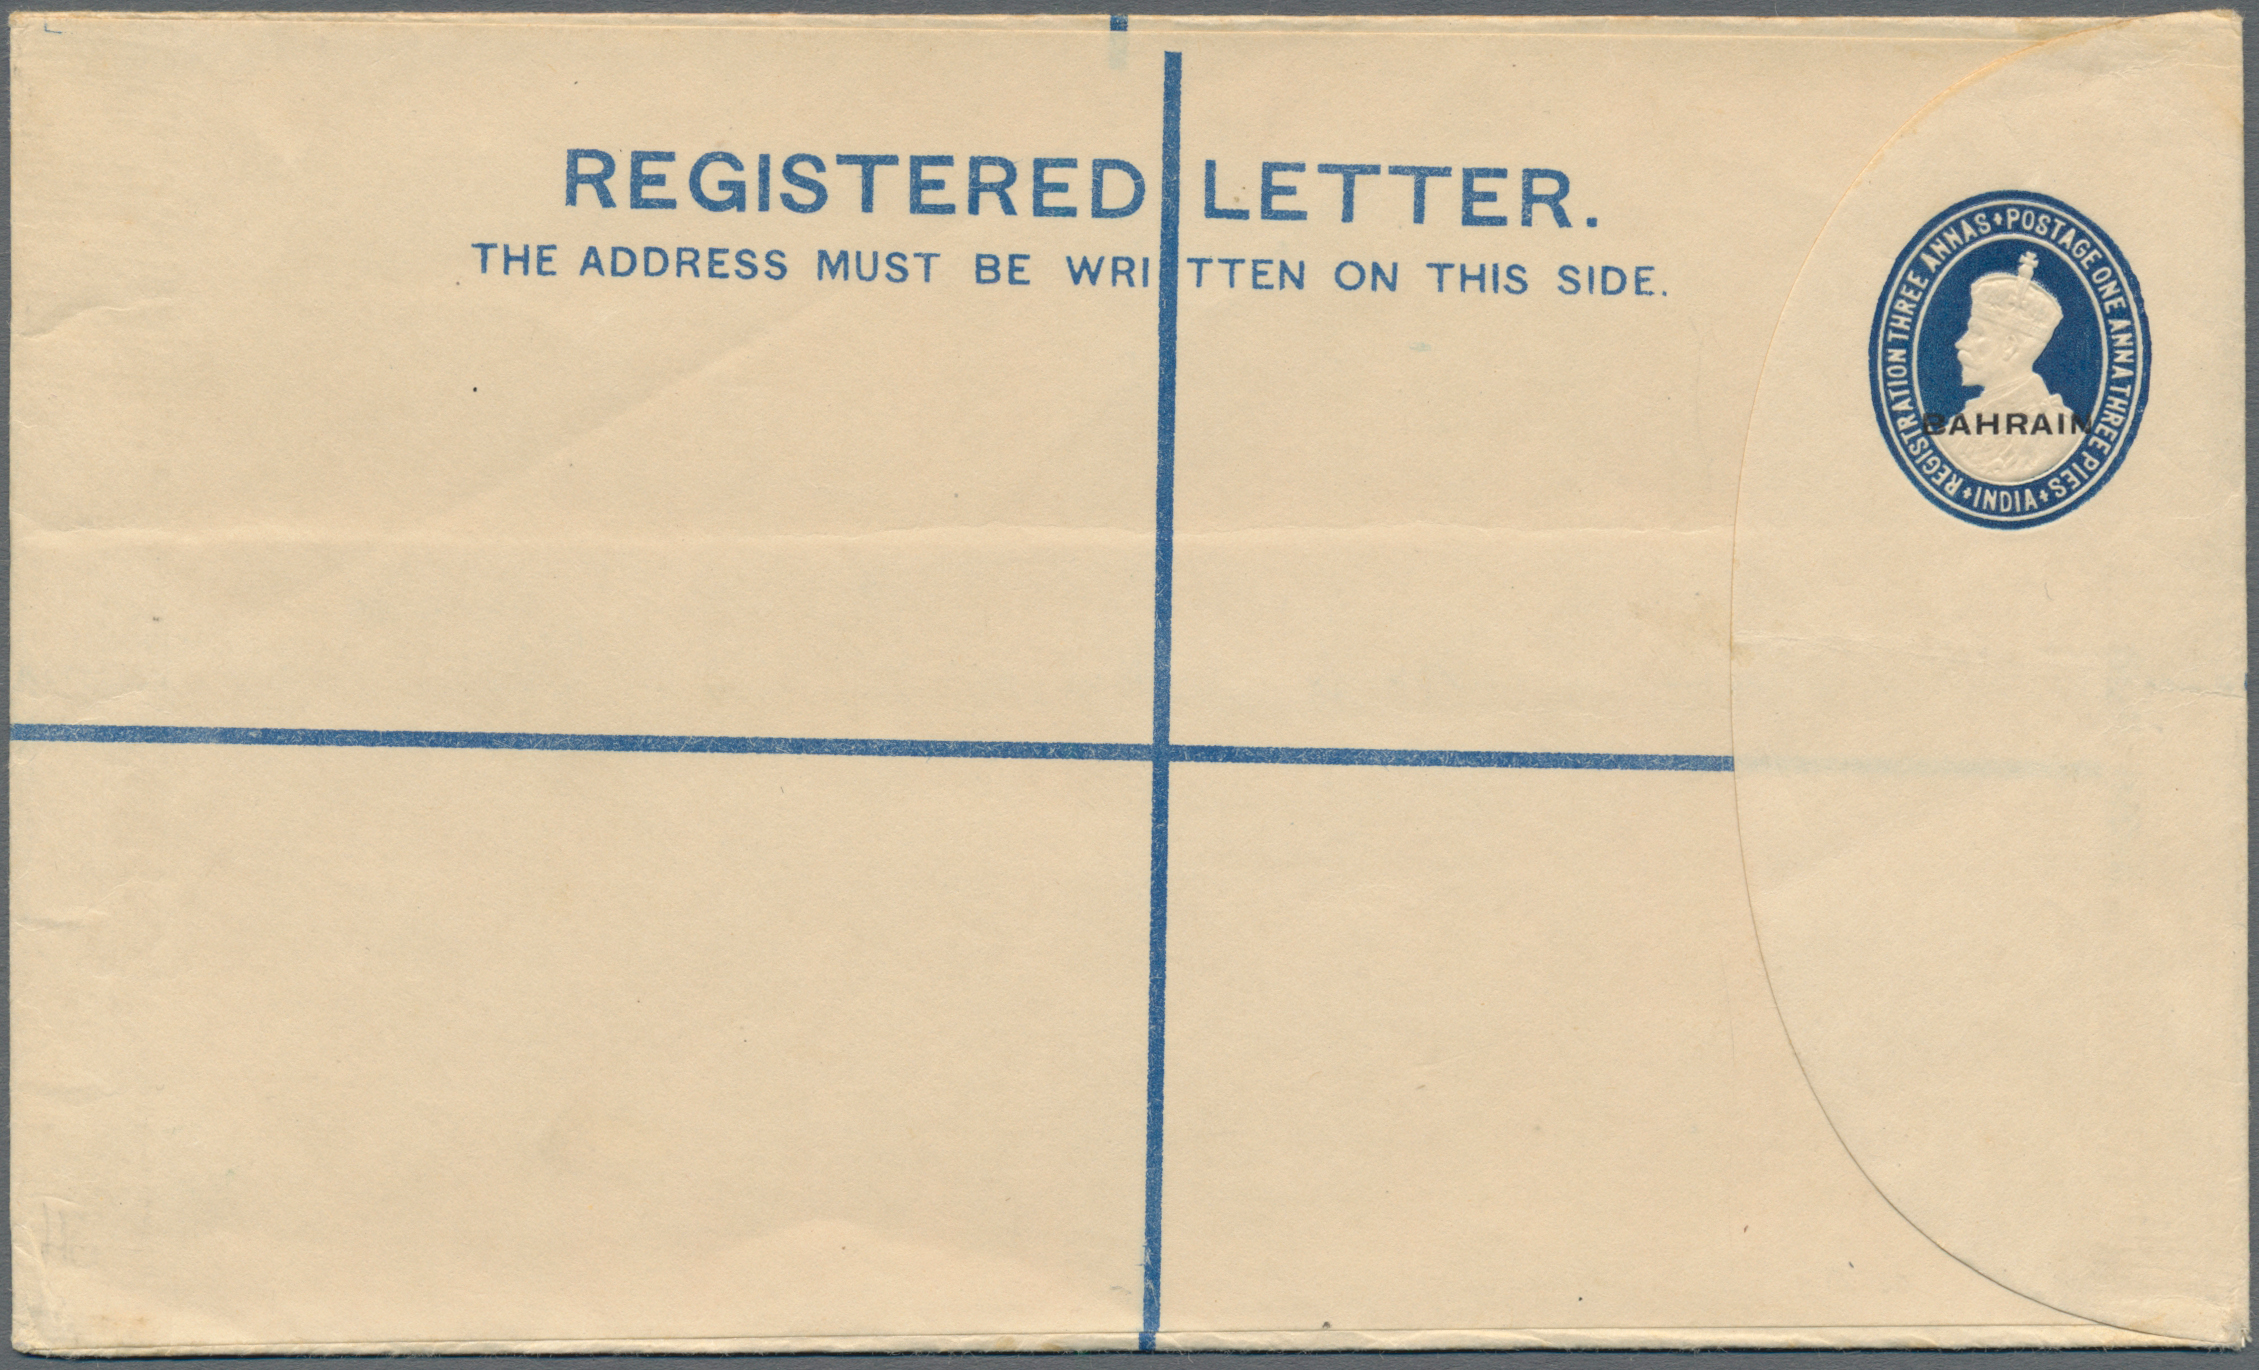 REGISTERED LETTER.
THE ADDRESS MUST BE WRITTEN ON THIS SIDE.
REGISTRATION THREE ANNAS + POSTAGE ONE ANNA THREE PIES + INDIA +
BAHRAIN